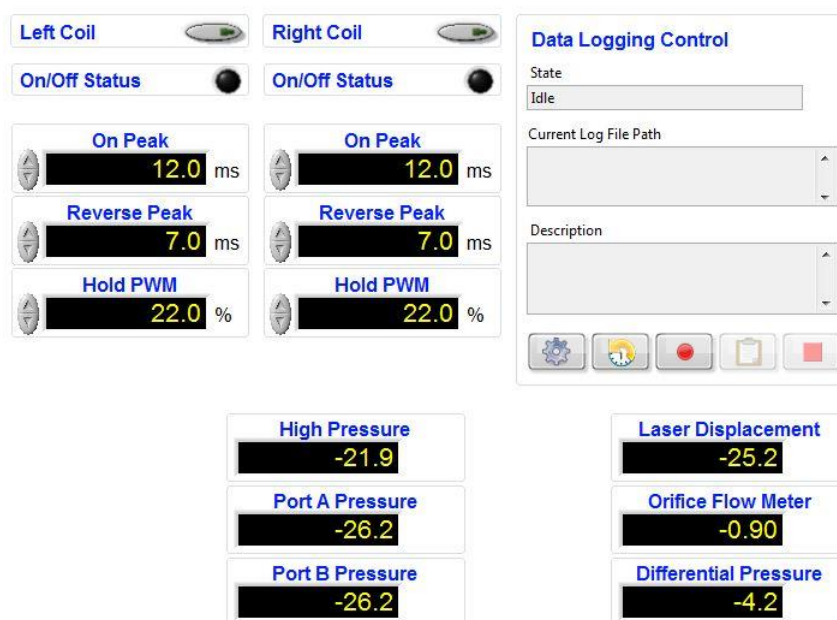 Left Coil
Right Coil
On/Off Status
On/Off Status
On Peak
12.0 ms
Reverse Peak
7.0 ms
Hold PWM
22.0 %
On Peak
12.0 ms
Reverse Peak
7.0 ms
Hold PWM
22.0 %
Data Logging Control
State
Idle
Current Log File Path
Description
High Pressure
-21.9
Port A Pressure
-26.2
Port B Pressure
-26.2
Laser Displacement
-25.2
Orifice Flow Meter
-0.90
Differential Pressure
-4.2